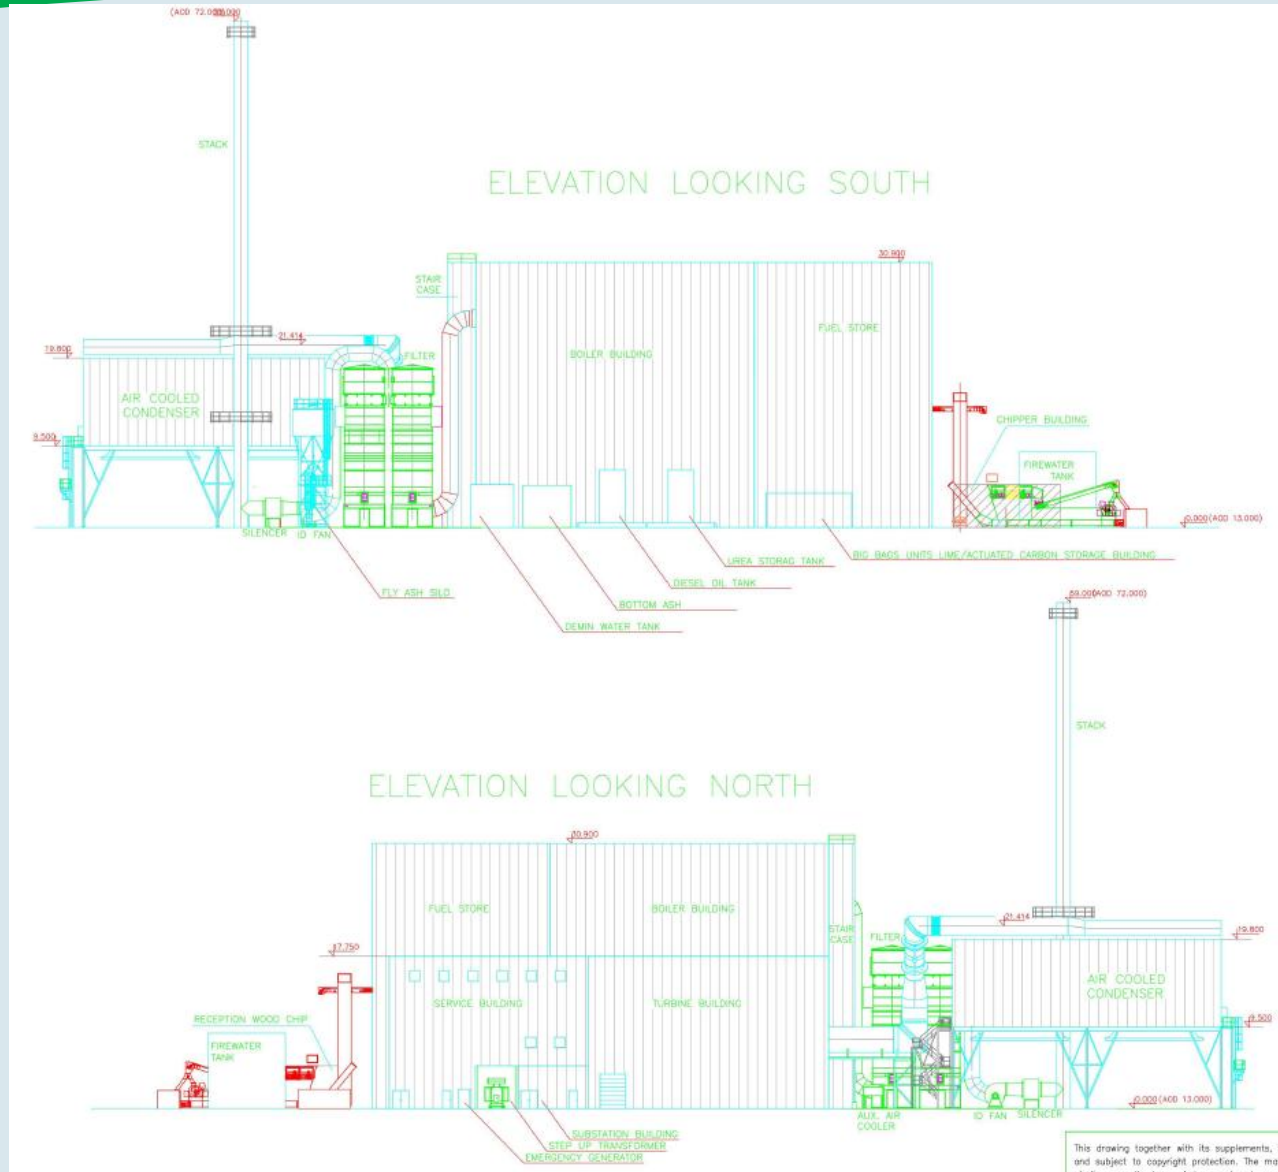 (AOD 72.000)
STACK
ELEVATION LOOKING SOUTH
30.900
STAIR
CASE
FUEL STORE
21.414
19.800
BOILER BUILDING
FILTER
AIR COOLED
CONDENSER
CHIPPER BUILDING
9.500
FIREWATER
TANK
0.000(AOD 13.000)
SILENCER ID FAN
BIG BAGS UNITS LIME/ACTUATED CARBON STORAGE BUILDING
UREA STORAG TANK
DIESEL OIL TANK
FLY ASH SILO
BOTTOM ASH
DEMIN WATER TANK
59.000(AOD 72.000)
STACK
ELEVATION LOOKING NORTH
30.900
FUEL STORE
BOILER BUILDING
21.414
STAIR
CASE
FILTER
19.800
17.750
AIR COOLED
CONDENSER
SERVICE BUILDING
TURBINE BUILDING
RECEPTION WOOD CHIP
9.500
FIREWATER
TANK
0.000(AOD 13.000)
AUX. AIR
COOLER
ID FAN SILENCER
SUBSTATION BUILDING
STEP UP TRANSFORMER
EMERGENCY GENERATOR
This drawing together with its supplements,
and subject to copyright protection. The ma